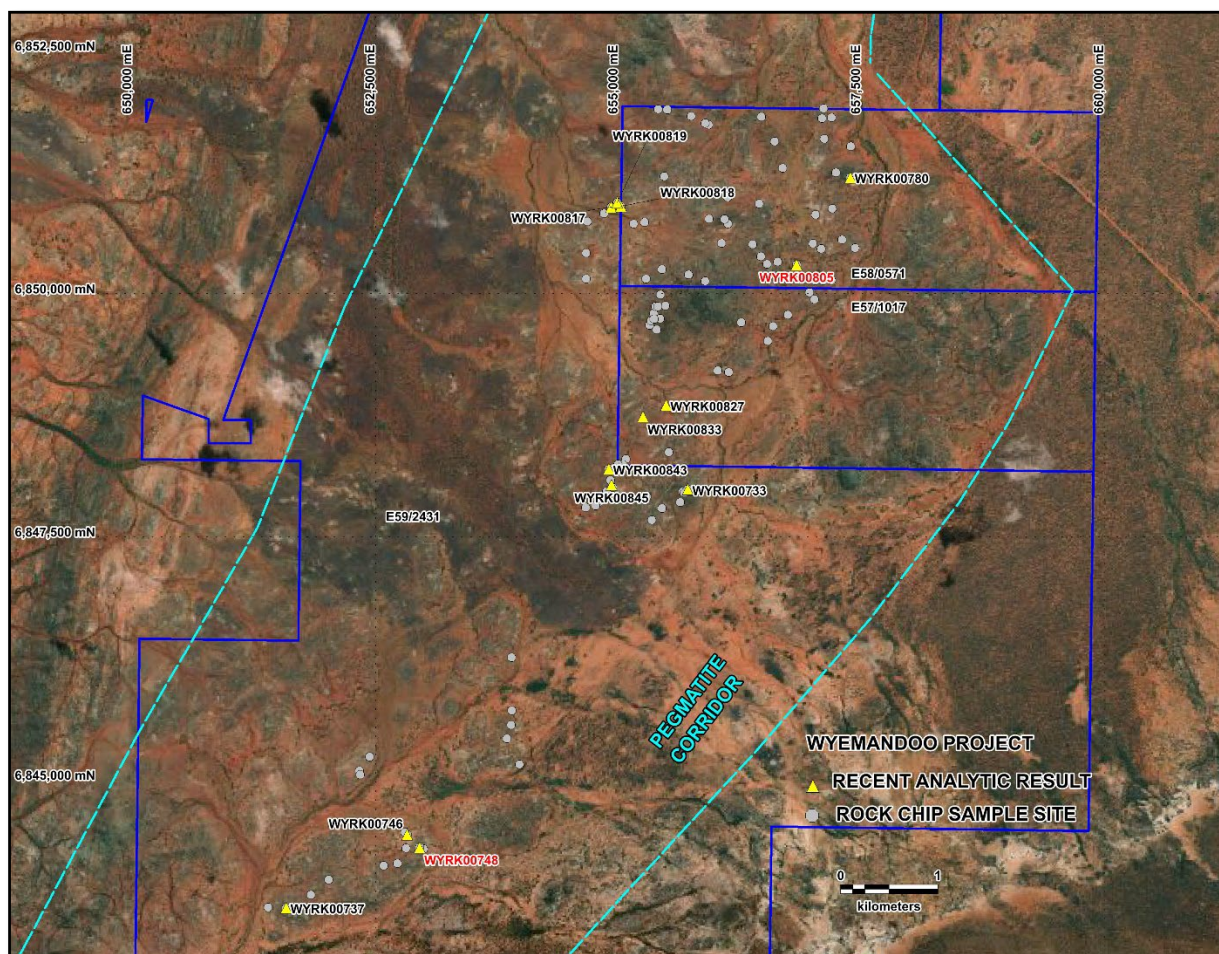 6,852,500 mN
650,000 mE
652,500 mE
655,000 mE
657,500 mE
660,000 mE
WYRK00819
WYRK00818
WYRK00780
WYRK00817
WYRK00805
E58/0571
6,850,000 mN
E57/1017
WYRK00827
WYRK00833
WYRK00843
WYRK00845
WYRK00733
E59/2431
6,847,500 mN
PEGMATITE
CORRIDOR
WYEMANDOO PROJECT
6,845,000 mN
RECENT ANALYTIC RESULT
ROCK CHIP SAMPLE SITE
WYRK00746
WYRK00748
0 1
kilometers
WYRK00737